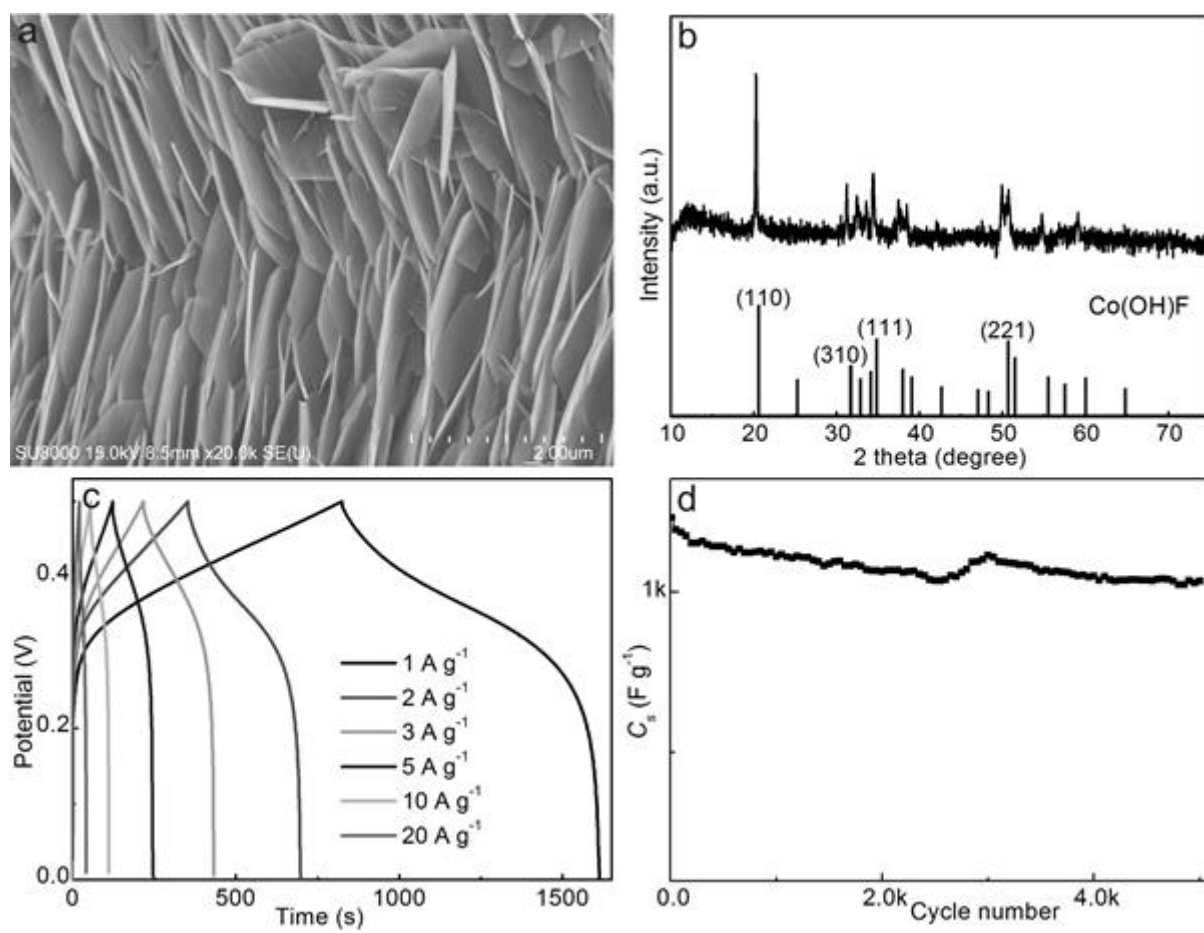 a
SU8000 15.0kV 8.5mm x20.0k SE(U)
2.00um
b
Intensity (a.u.)
(110)
(310)
(111)
(221)
Co(OH)F
10 20 30 40 50 60 70
2 theta (degree)
c
Potential (V)
0.4
0.2
0.0
1 A g⁻¹
2 A g⁻¹
3 A g⁻¹
5 A g⁻¹
10 A g⁻¹
20 A g⁻¹
0 500 1000 1500
Time (s)
d
Cₛ (F g⁻¹)
1k
0.0 2.0k 4.0k
Cycle number